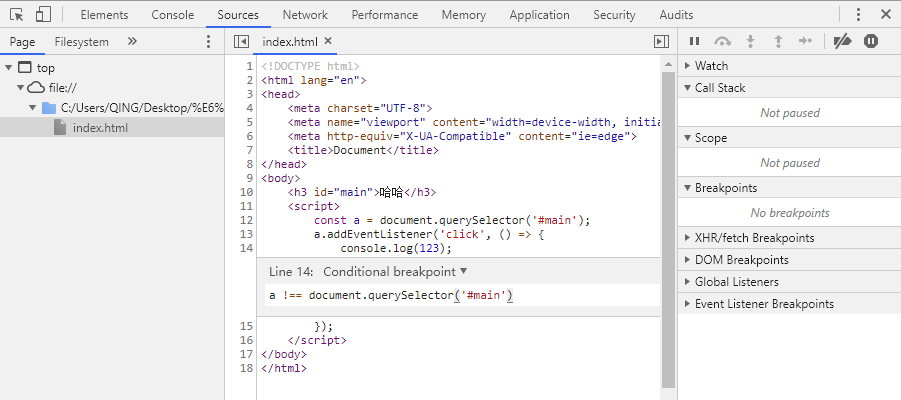 Elements Console Sources Network Performance Memory Application Security Audits
Page Filesystem »
index.html ×
top
file://
C:/Users/QING/Desktop/%E6%
index.html
1 <!DOCTYPE html>
2 <html lang="en">
3 <head>
4 <meta charset="UTF-8">
5 <meta name="viewport" content="width=device-width, initia
6 <meta http-equiv="X-UA-Compatible" content="ie=edge">
7 <title>Document</title>
8 </head>
9 <body>
10 <h3 id="main">哈哈</h3>
11 <script>
12 const a = document.querySelector('#main');
13 a.addEventListener('click', () => {
14 console.log(123);
Line 14: Conditional breakpoint ▼
a !== document.querySelector('#main')
15 });
16 </script>
17 </body>
18 </html>
Watch
Call Stack
Not paused
Scope
Not paused
Breakpoints
No breakpoints
XHR/fetch Breakpoints
DOM Breakpoints
Global Listeners
Event Listener Breakpoints